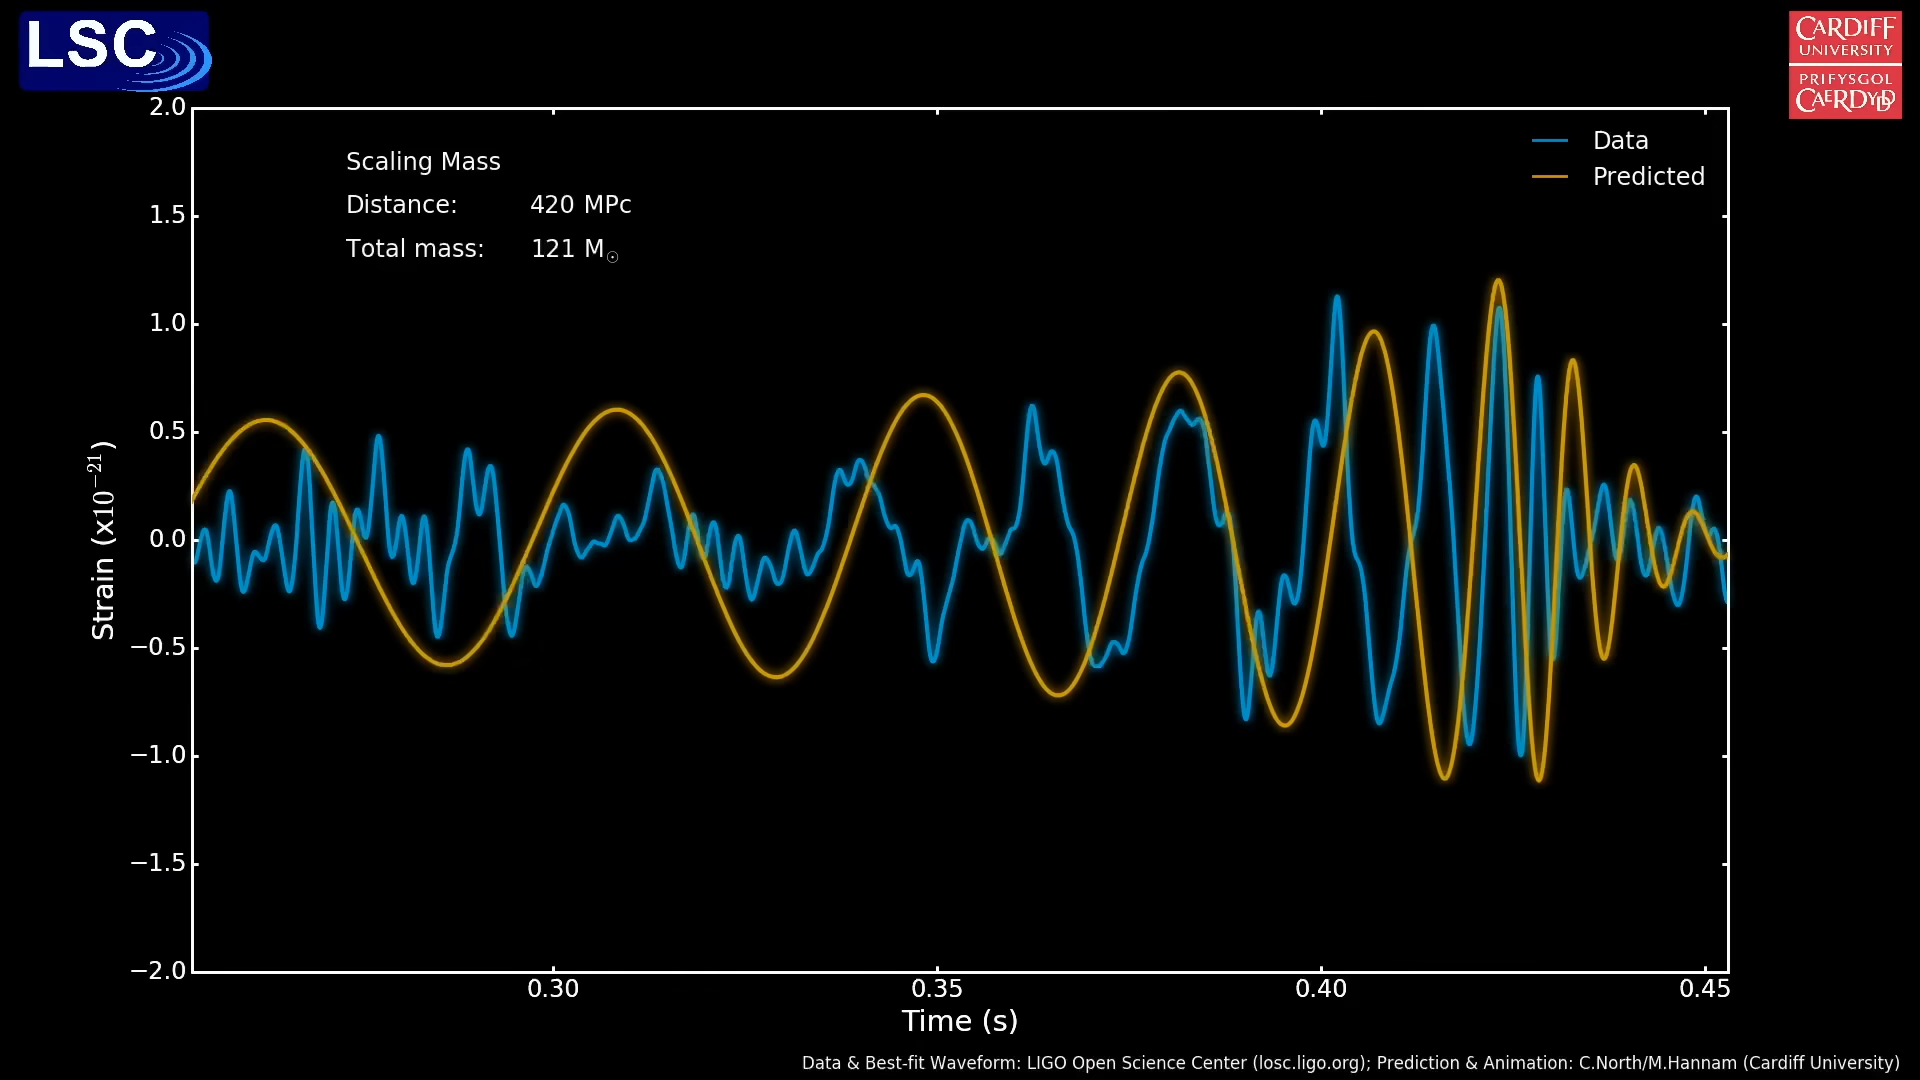 LSC
CARDIFF
UNIVERSITY
PRIFYSGOL
CAERDYDD
2.0
1.5
1.0
0.5
0.0
−0.5
−1.0
−1.5
−2.0
Strain (x10⁻²¹)
Scaling Mass
Distance: 420 MPc
Total mass: 121 M☉
Data
Predicted
0.30 0.35 0.40 0.45
Time (s)
Data & Best-fit Waveform: LIGO Open Science Center (losc.ligo.org); Prediction & Animation: C.North/M.Hannam (Cardiff University)